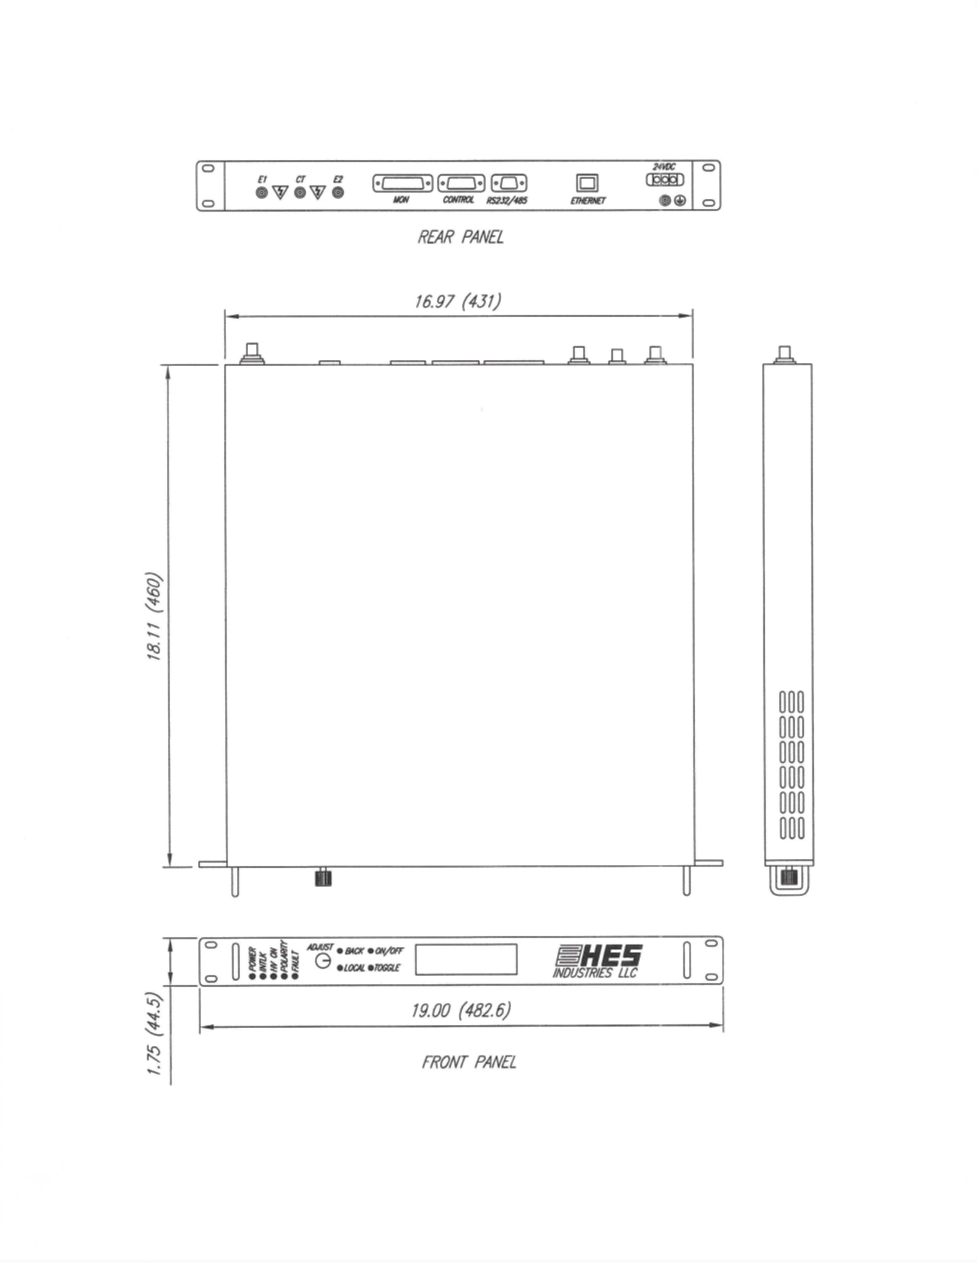 24VDC
E1 CT E2
MON CONTROL RS232/485 ETHERNET
REAR PANEL
16.97 (431)
18.11 (460)
POWER
INTLK
HV ON
POLARITY
FAULT
ADJUST
BACK ON/OFF
LOCAL TOGGLE
HES
INDUSTRIES LLC
1.75 (44.5)
19.00 (482.6)
FRONT PANEL